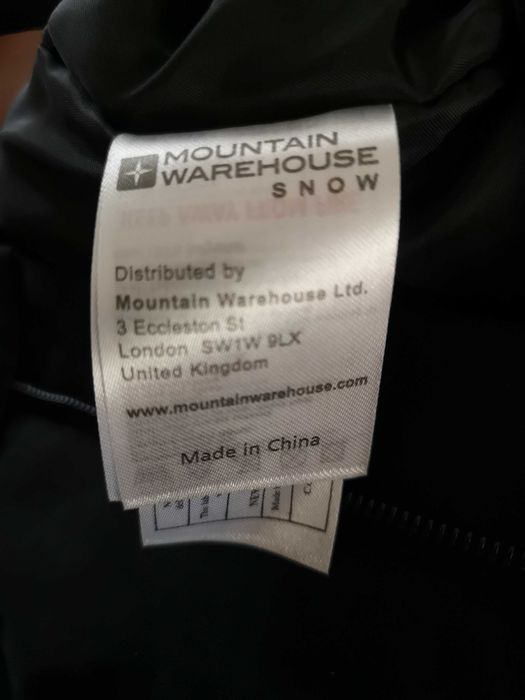 MOUNTAIN
WAREHOUSE
SNOW
Distributed by
Mountain Warehouse Ltd.
3 Eccleston St
London SW1W 9LX
United Kingdom
www.mountainwarehouse.com
Made in China